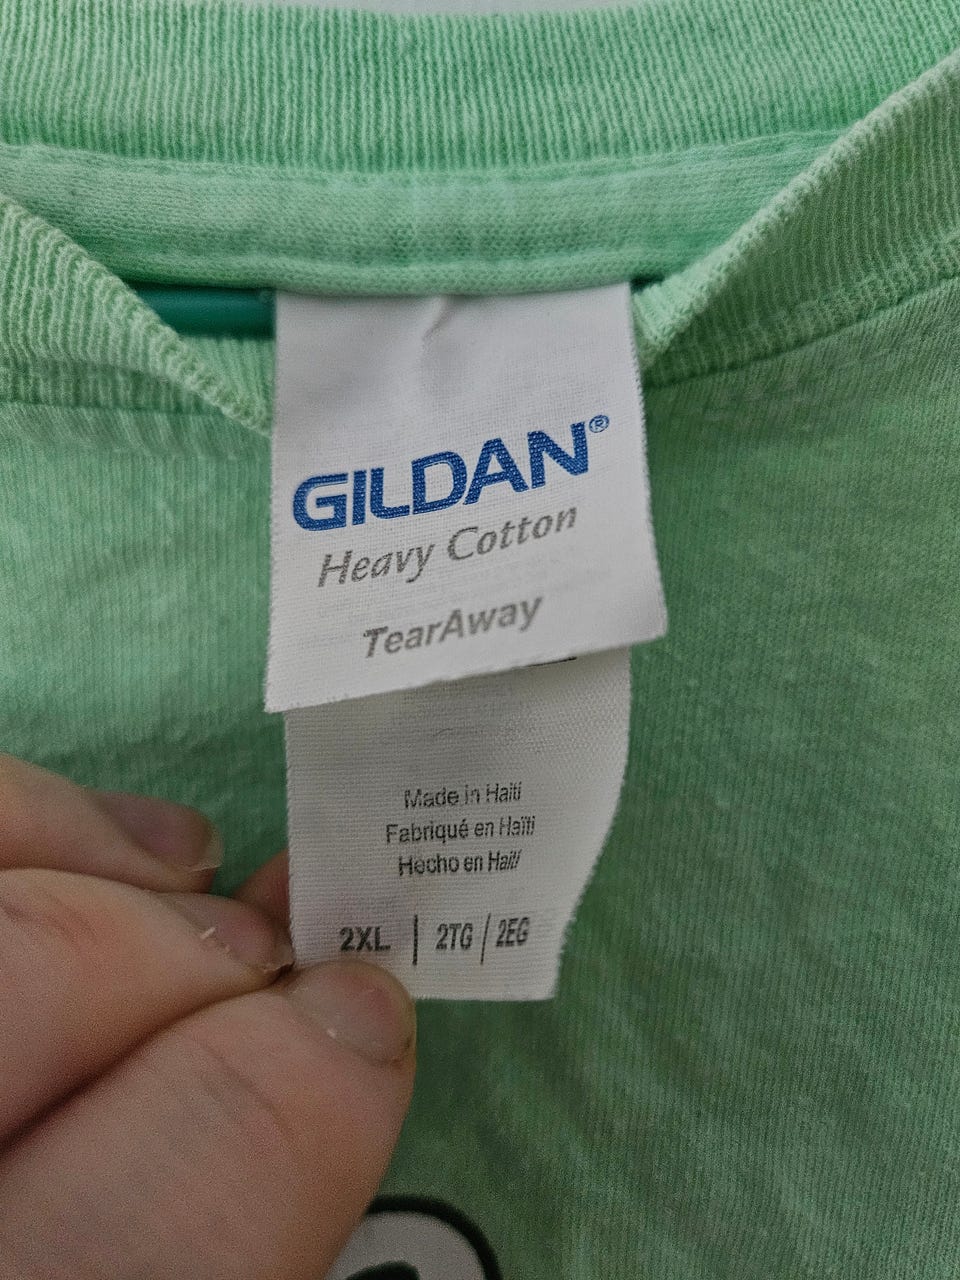 GILDAN®
Heavy Cotton
TearAway
Made in Haiti
Fabriqué en Haïti
Hecho en Haití
2XL | 2TG / 2EG